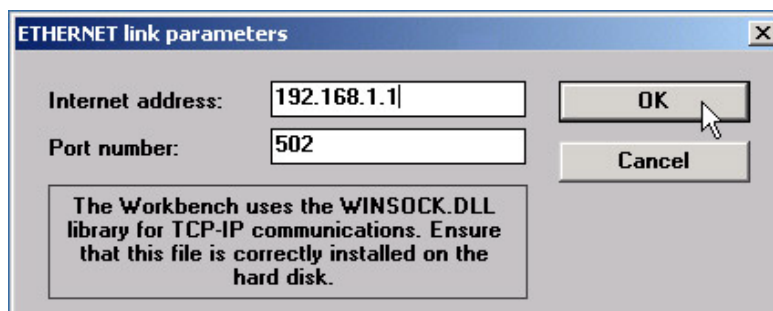 ETHERNET link parameters
Internet address: 192.168.1.1 OK
Port number: 502
Cancel
The Workbench uses the WINSOCK.DLL
library for TCP-IP communications. Ensure
that this file is correctly installed on the
hard disk.